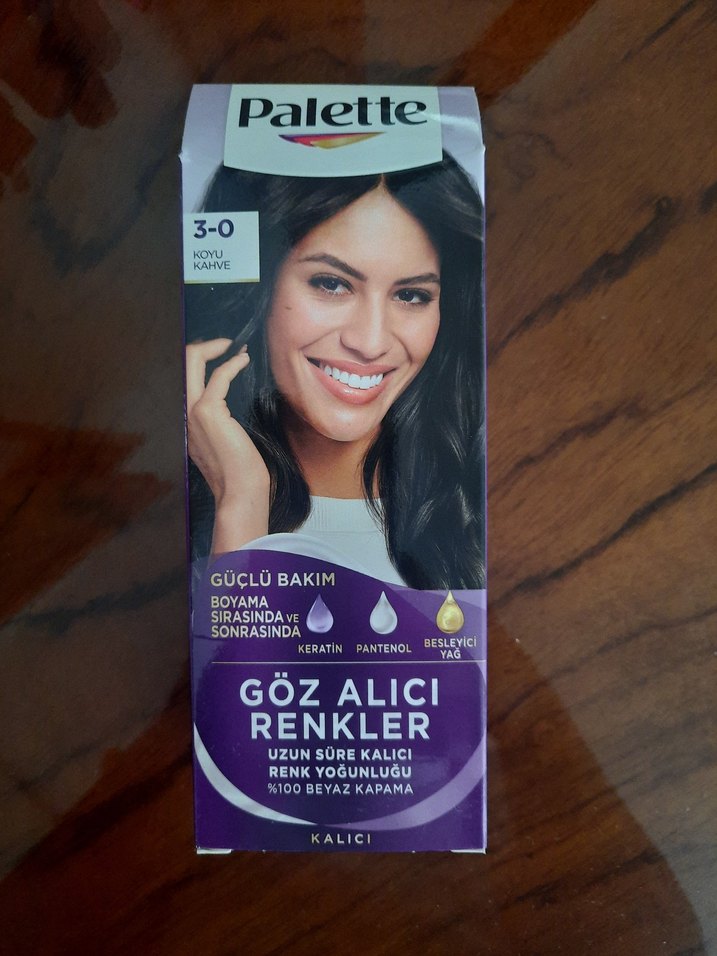 Palette
3-0
KOYU
KAHVE
GÜÇLÜ BAKIM
BOYAMA
SIRASINDA VE
SONRASINDA
KERATİN
PANTENOL
BESLEYİCİ
YAĞ
GÖZ ALICI
RENKLER
UZUN SÜRE KALICI
RENK YOĞUNLUĞU
%100 BEYAZ KAPAMA
KALICI